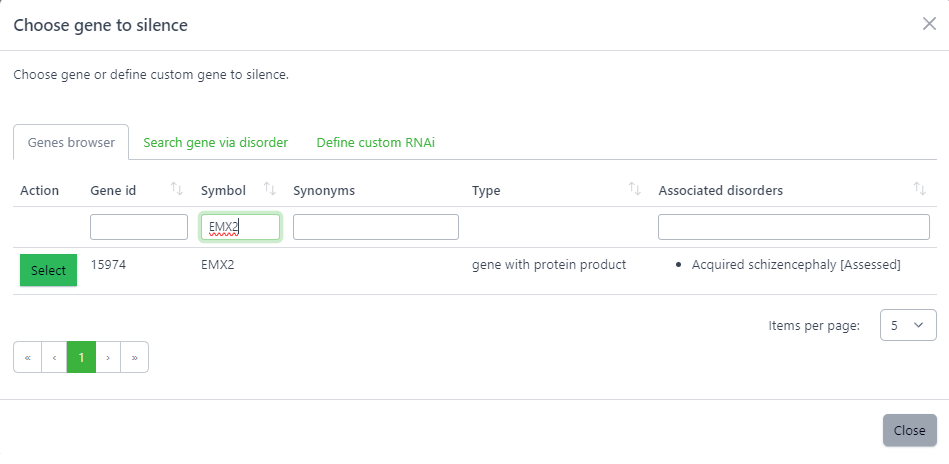 Choose gene to silence
Choose gene or define custom gene to silence.
Genes browser Search gene via disorder Define custom RNAi
Action Gene id Symbol Synonyms Type Associated disorders
EMX2
Select 15974 EMX2 gene with protein product • Acquired schizencephaly [Assessed]
Items per page: 5
« ‹ 1 › »
Close